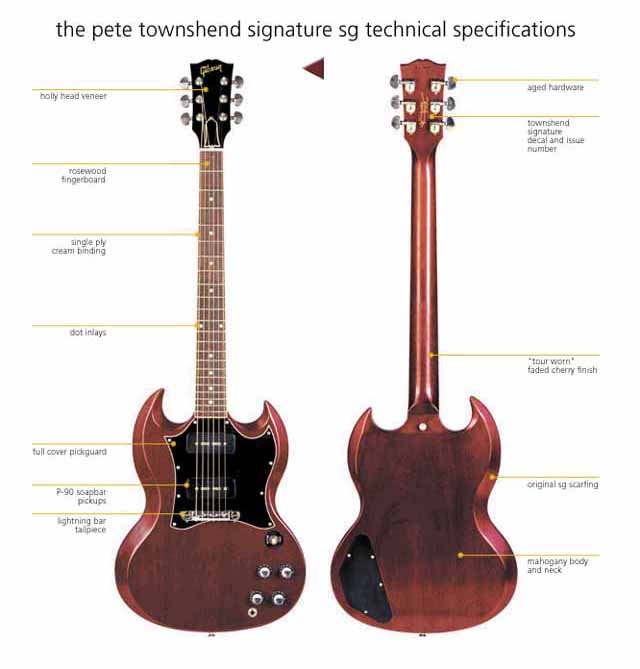 the pete townshend signature sg technical specifications
Gibson
holly head veneer
rosewood
fingerboard
single ply
cream binding
dot inlays
full cover pickguard
P-90 soapbar
pickups
lightning bar
tailpiece
aged hardware
townshend
signature
decal and issue
number
"tour worn"
faded cherry finish
original sg scarfing
mahogany body
and neck